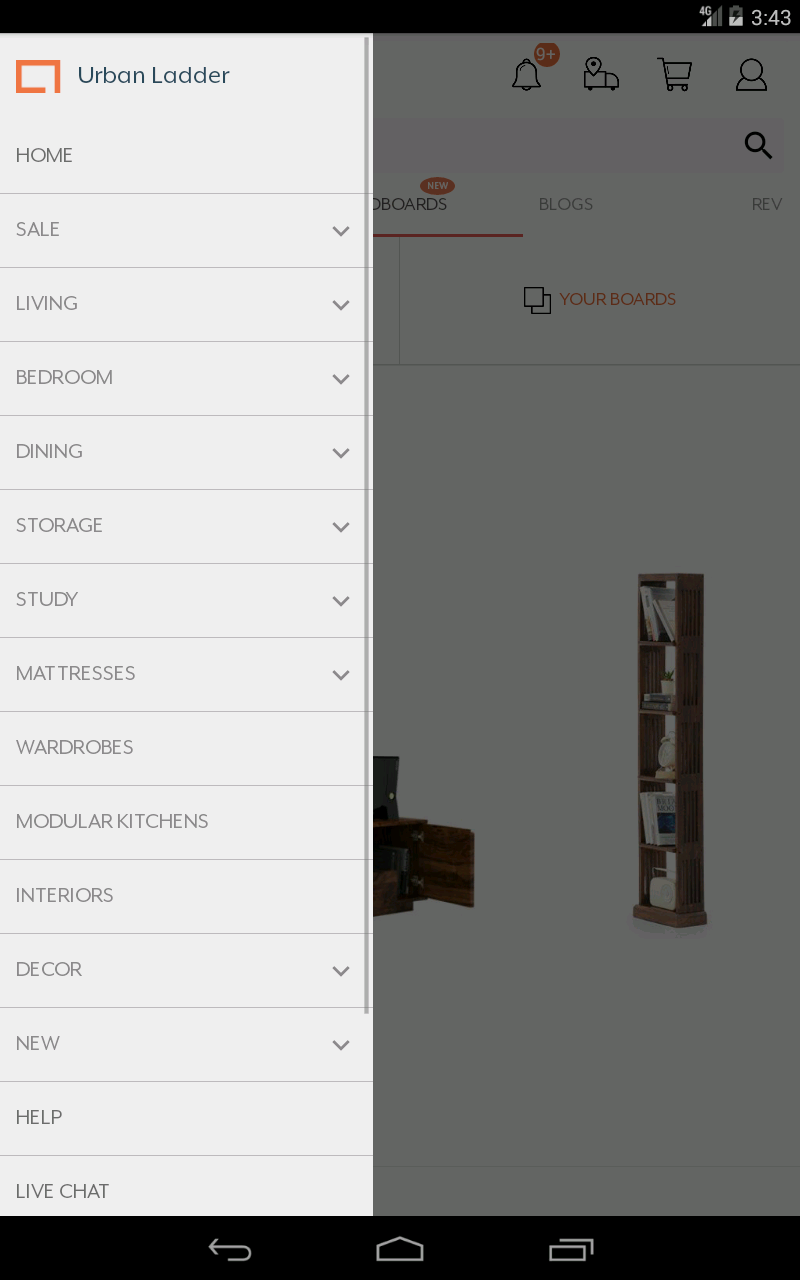 4G 3:43
Urban Ladder
9+
HOME
NEW
SALE
DBOARDS BLOGS REV
LIVING
YOUR BOARDS
BEDROOM
DINING
STORAGE
STUDY
MATTRESSES
WARDROBES
MODULAR KITCHENS
INTERIORS
DECOR
NEW
HELP
LIVE CHAT